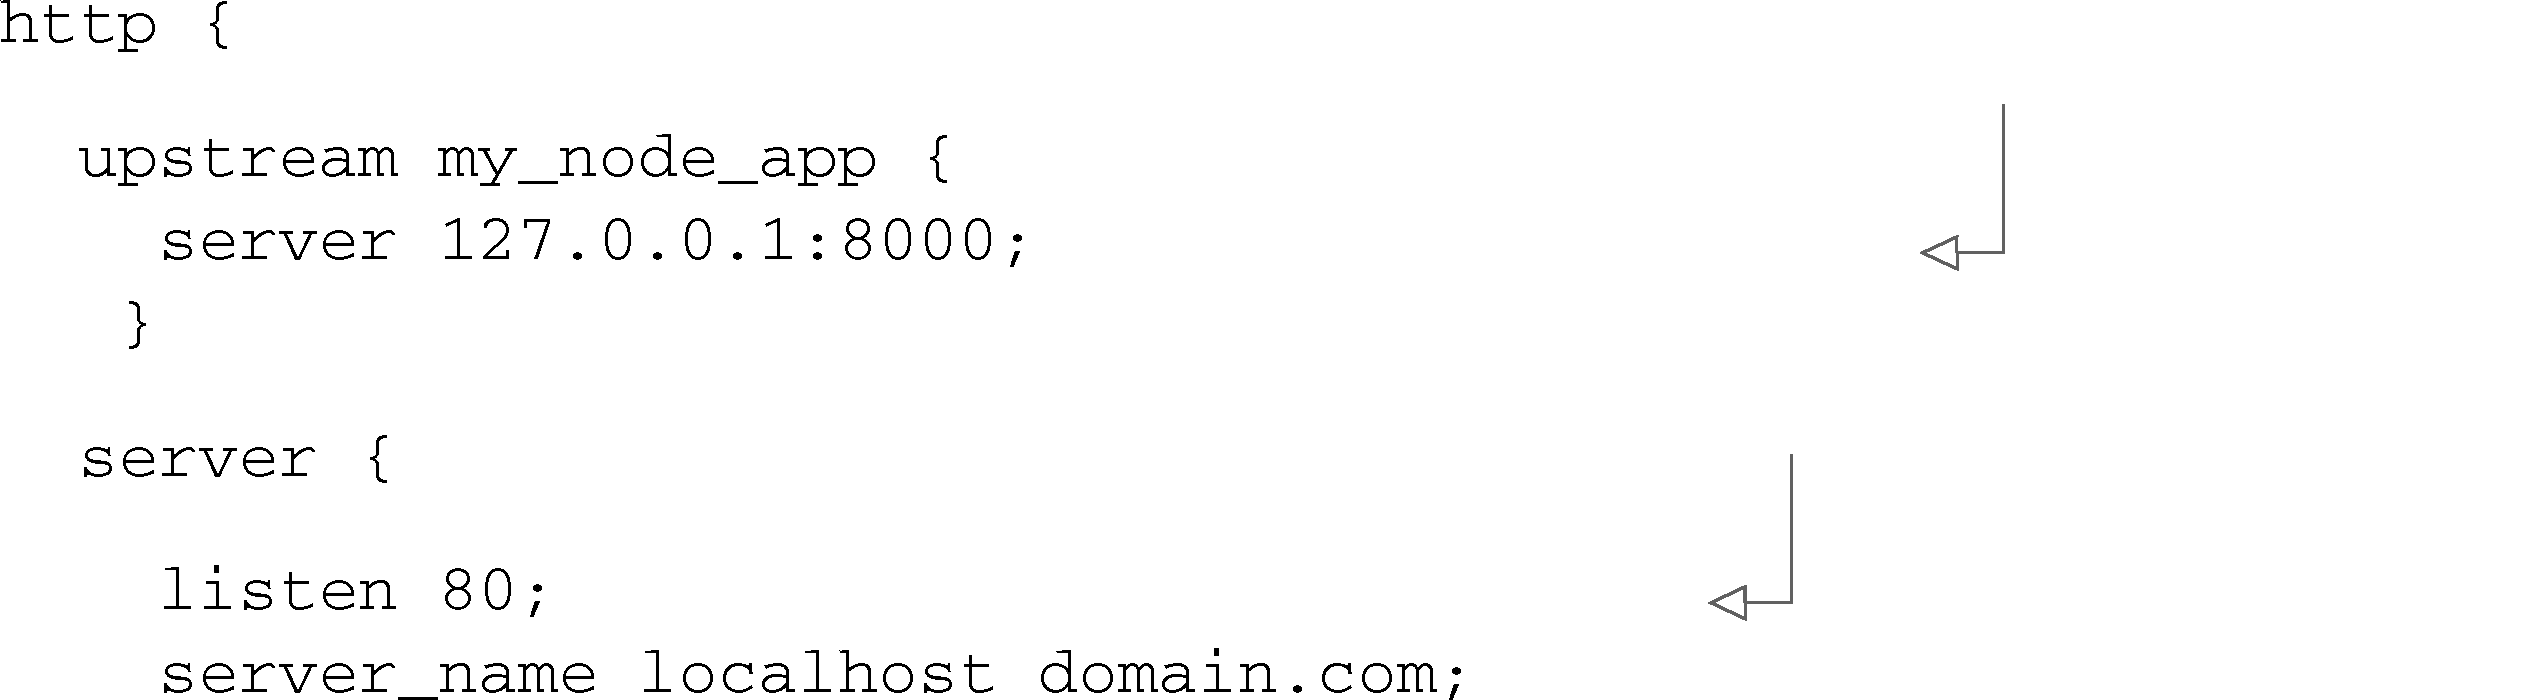 http {
upstream my_node_app {
server 127.0.0.1:8000;
}
server {
listen 80;
server_name localhost domain.com;